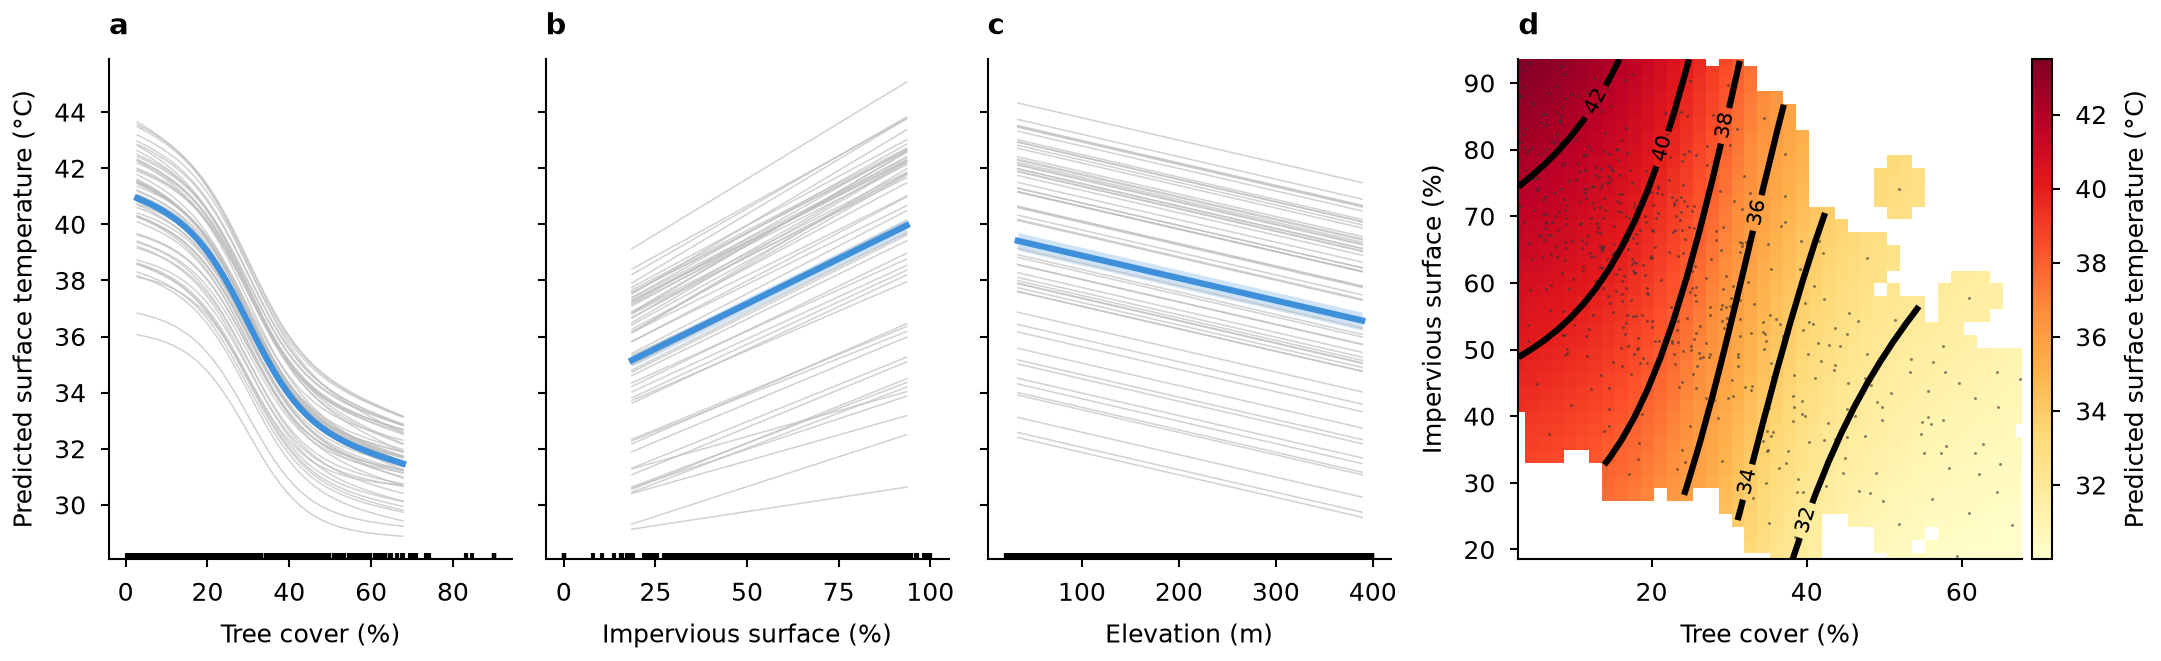 a
b
c
d
Predicted surface temperature (°C)
44
42
40
38
36
34
32
30
0 20 40 60 80
Tree cover (%)
0 25 50 75 100
Impervious surface (%)
100 200 300 400
Elevation (m)
Impervious surface (%)
90
80
70
60
50
40
30
20
42
40
38
36
34
32
20 40 60
Tree cover (%)
42
40
38
36
34
32
Predicted surface temperature (°C)